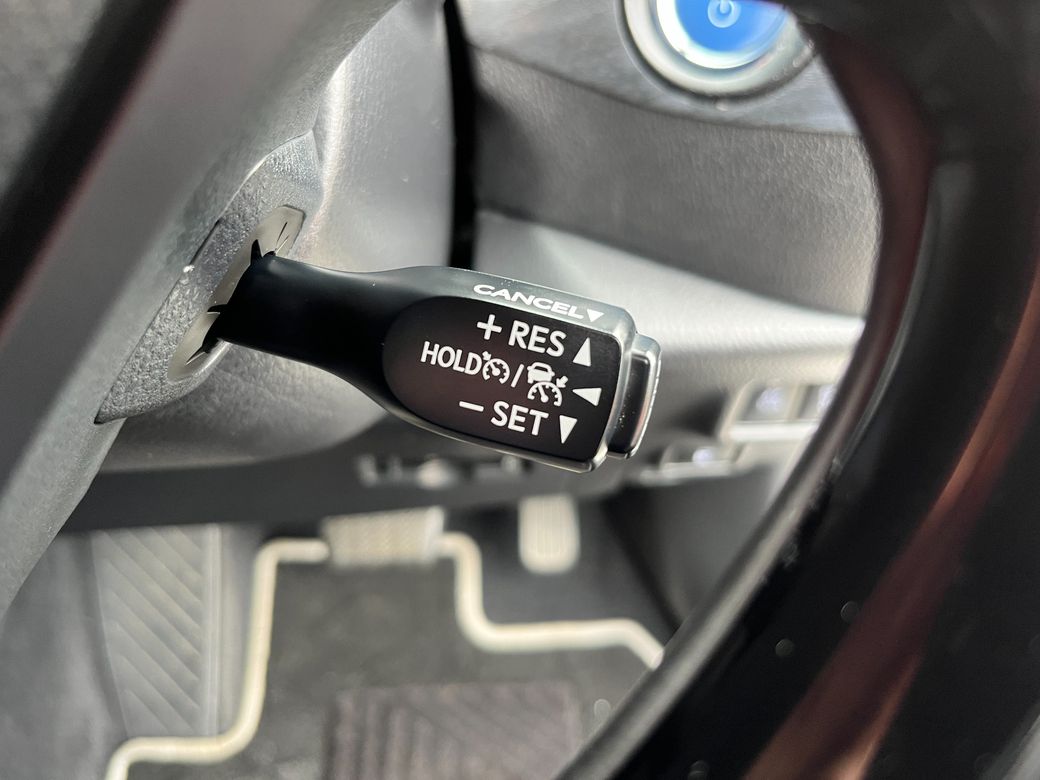 CANCEL▼
+ RES ▲
HOLD / ◀
- SET ▼